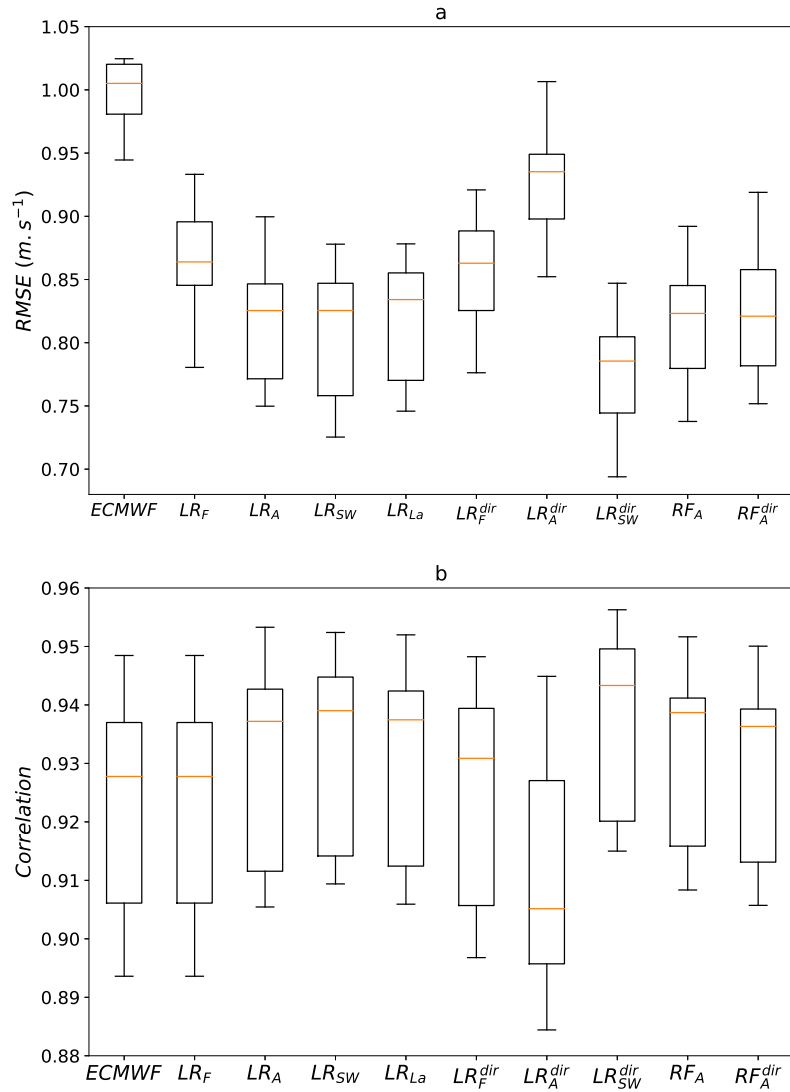 a
1.05
1.00
0.95
0.90
0.85
0.80
0.75
0.70
RMSE (m.s⁻¹)
ECMWF LR_F LR_A LR_SW LR_La LR_F^dir LR_A^dir LR_SW^dir RF_A RF_A^dir
b
0.96
0.95
0.94
0.93
0.92
0.91
0.90
0.89
0.88
Correlation
ECMWF LR_F LR_A LR_SW LR_La LR_F^dir LR_A^dir LR_SW^dir RF_A RF_A^dir